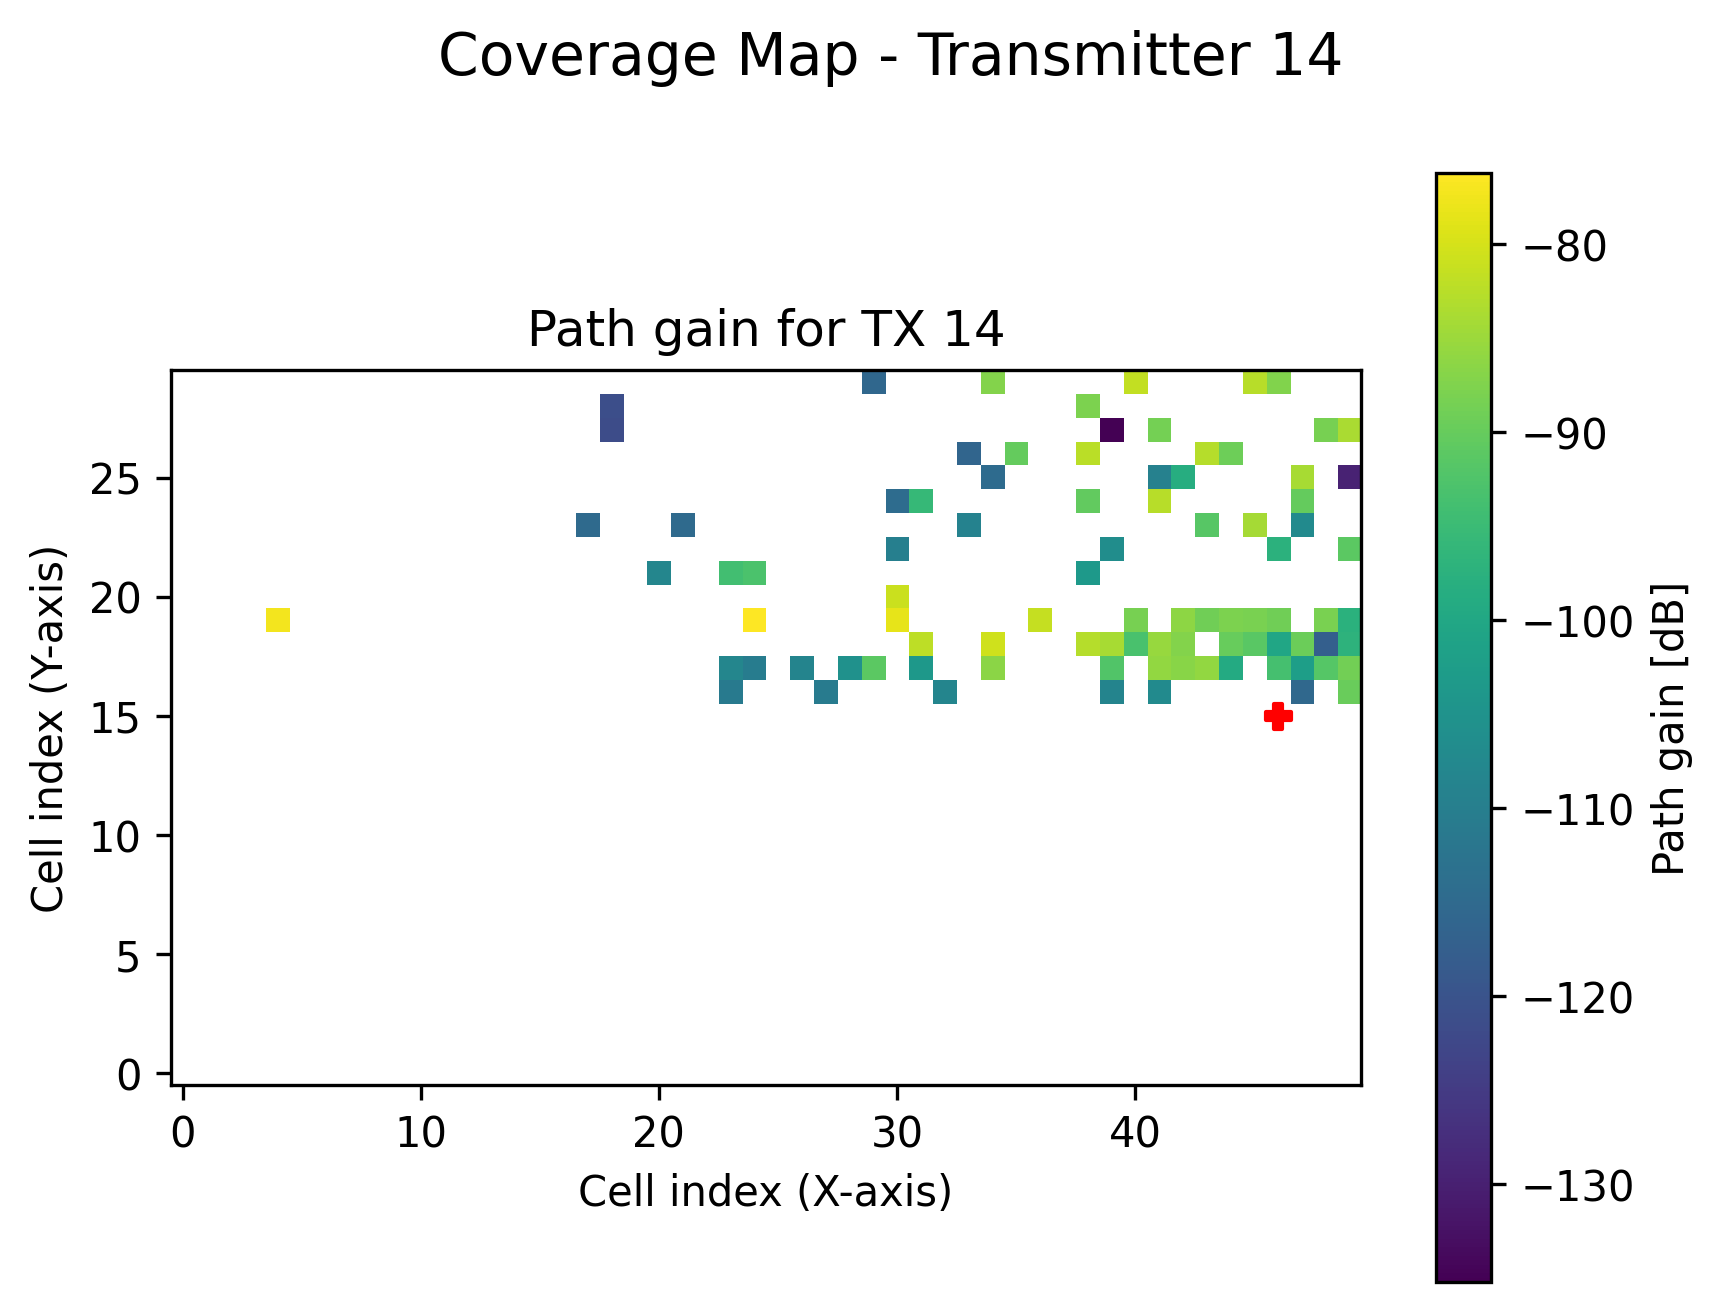 Coverage Map - Transmitter 14
Path gain for TX 14
25
20
15
10
5
0
Cell index (Y-axis)
0 10 20 30 40
Cell index (X-axis)
−80
−90
−100
−110
−120
−130
Path gain [dB]